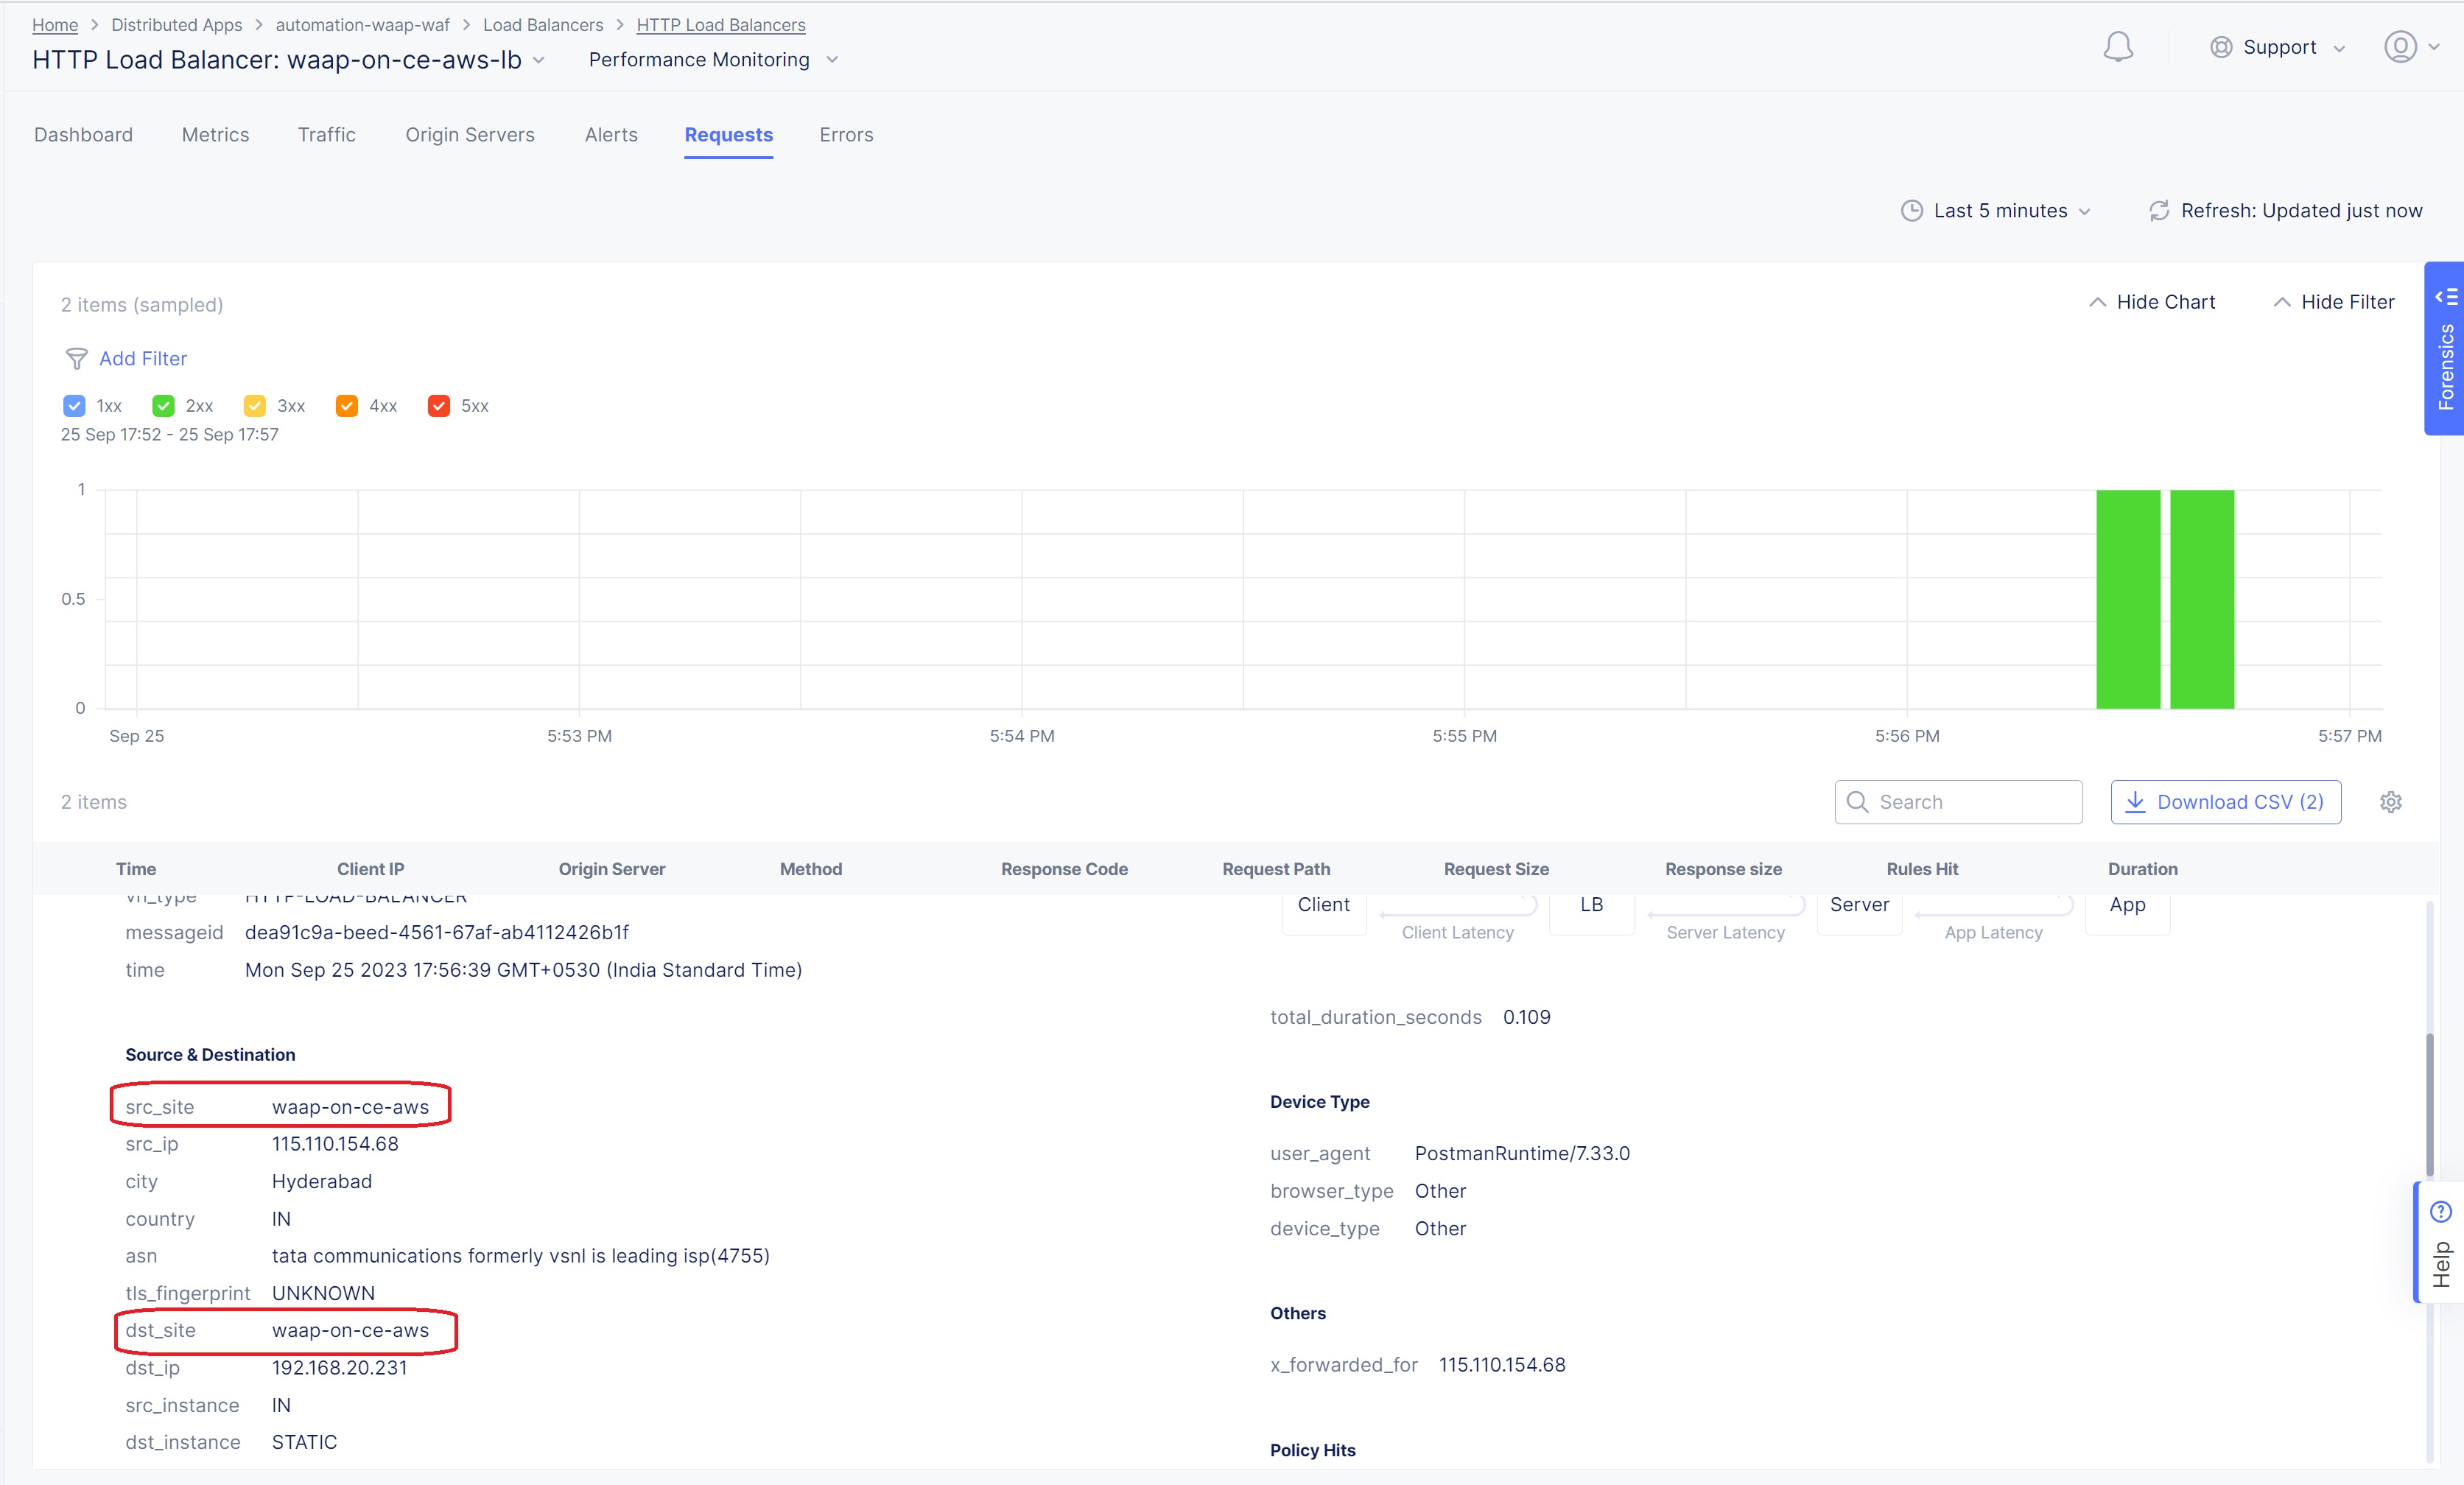 Home > Distributed Apps > automation-waap-waf > Load Balancers > HTTP Load Balancers
HTTP Load Balancer: waap-on-ce-aws-lb Performance Monitoring
Support
Dashboard Metrics Traffic Origin Servers Alerts Requests Errors
Last 5 minutes Refresh: Updated just now
2 items (sampled) Hide Chart Hide Filter
Forensics
Add Filter
1xx 2xx 3xx 4xx 5xx
25 Sep 17:52 - 25 Sep 17:57
1
0.5
0
Sep 25 5:53 PM 5:54 PM 5:55 PM 5:56 PM 5:57 PM
2 items Search Download CSV (2)
Time Client IP Origin Server Method Response Code Request Path Request Size Response size Rules Hit Duration
vh_type HTTP-LOAD-BALANCER
Client LB Server App
messageid dea91c9a-beed-4561-67af-ab4112426b1f
Client Latency Server Latency App Latency
time Mon Sep 25 2023 17:56:39 GMT+0530 (India Standard Time)
total_duration_seconds 0.109
Source & Destination
src_site waap-on-ce-aws
src_ip 115.110.154.68
city Hyderabad
country IN
asn tata communications formerly vsnl is leading isp(4755)
tls_fingerprint UNKNOWN
dst_site waap-on-ce-aws
dst_ip 192.168.20.231
src_instance IN
dst_instance STATIC
Device Type
user_agent PostmanRuntime/7.33.0
browser_type Other
device_type Other
Others
x_forwarded_for 115.110.154.68
Policy Hits
Help